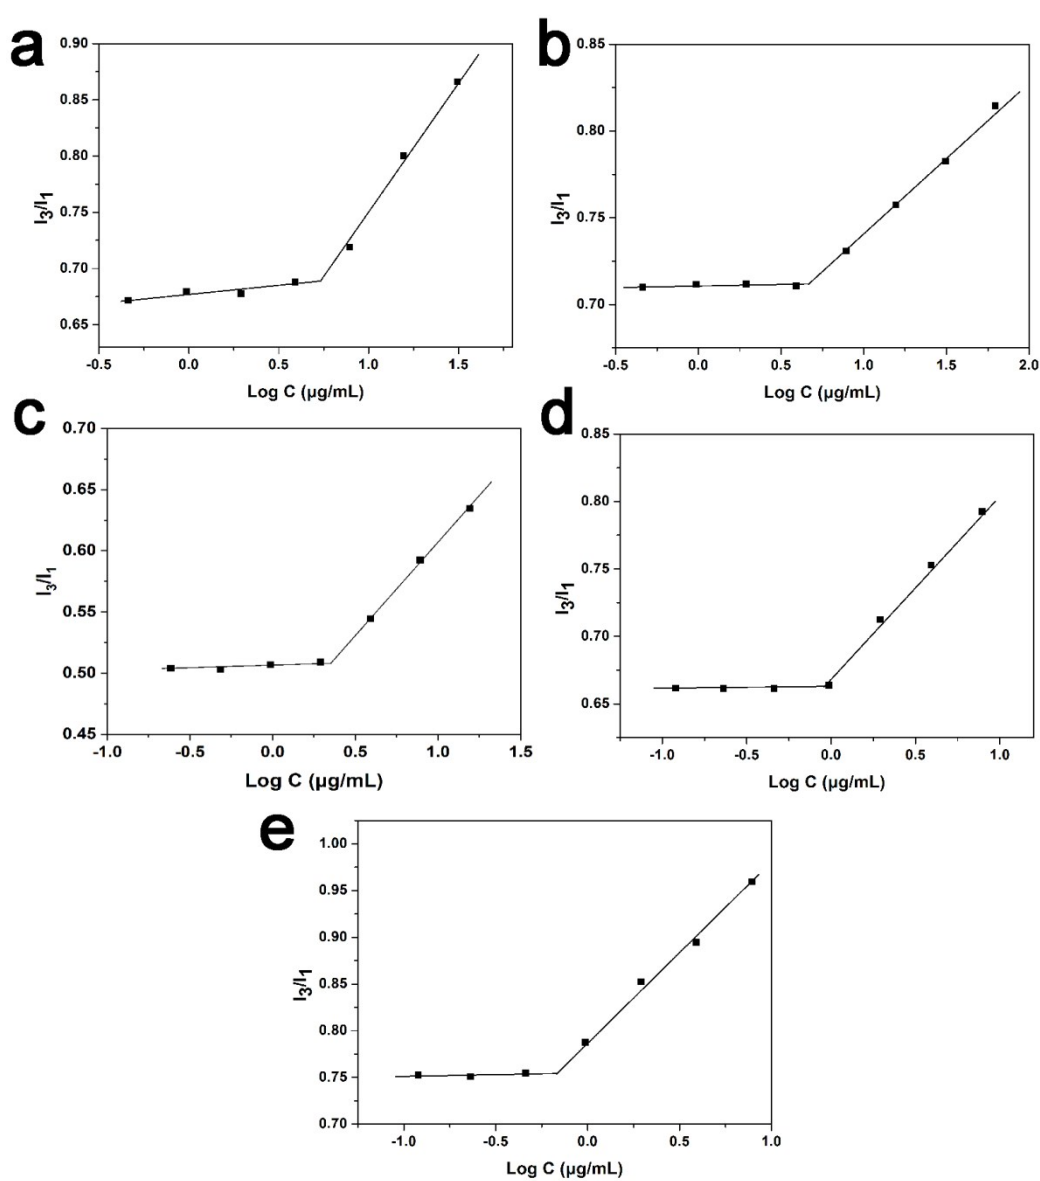 a
0.90
0.85
0.80
0.75
0.70
0.65
I3/I1
-0.5 0.0 0.5 1.0 1.5
Log C (µg/mL)
b
0.85
0.80
0.75
0.70
I3/I1
-0.5 0.0 0.5 1.0 1.5 2.0
Log C (µg/mL)
c
0.70
0.65
0.60
0.55
0.50
0.45
I3/I1
-1.0 -0.5 0.0 0.5 1.0 1.5
Log C (µg/mL)
d
0.85
0.80
0.75
0.70
0.65
I3/I1
-1.0 -0.5 0.0 0.5 1.0
Log C (µg/mL)
e
1.00
0.95
0.90
0.85
0.80
0.75
0.70
I3/I1
-1.0 -0.5 0.0 0.5 1.0
Log C (µg/mL)